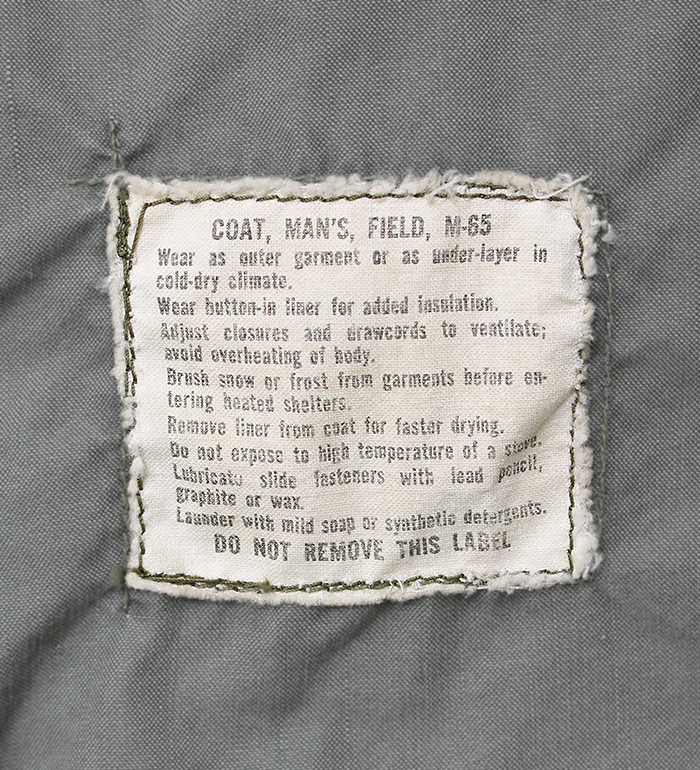 COAT, MAN'S, FIELD, M-65
Wear as outer garment or as under-layer in
cold-dry climate.
Wear button-in liner for added insulation.
Adjust closures and drawcords to ventilate;
avoid overheating of body.
Brush snow or frost from garments before en-
tering heated shelters.
Remove liner from coat for faster drying.
Do not expose to high temperature of a stove.
Lubricate slide fasteners with lead pencil,
graphite or wax.
Launder with mild soap or synthetic detergents.
DO NOT REMOVE THIS LABEL